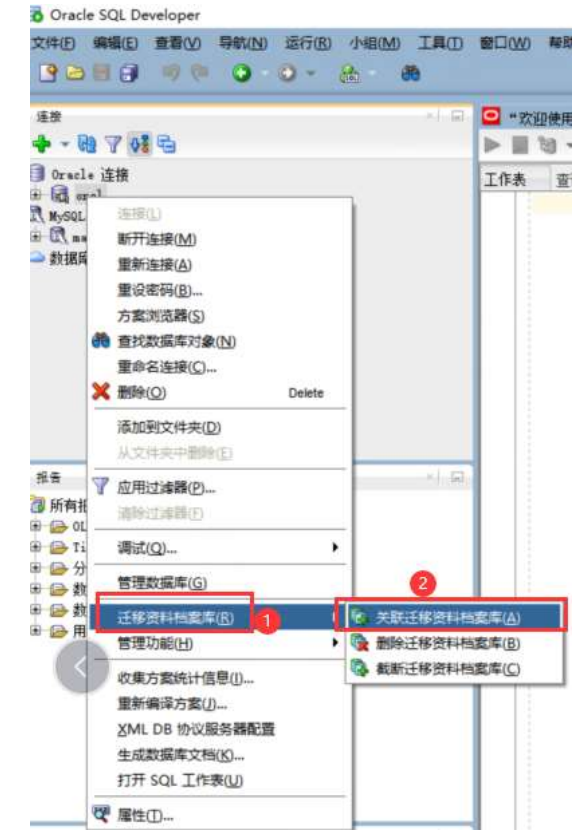 Oracle SQL Developer
文件(F) 编辑(E) 查看(V) 导航(N) 运行(R) 小组(M) 工具(T) 窗口(W) 帮助
连接
"欢迎使用
Oracle 连接
工作表 查
MySQL
数据库
连接(L)
断开连接(M)
重新连接(A)
重设密码(B)...
方案浏览器(S)
查找数据库对象(N)
重命名连接(C)...
删除(O) Delete
添加到文件夹(D)
从文件夹中删除(E)
报告
应用过滤器(P)...
所有报
清除过滤器(F)
OL
Ti
调试(Q)...
分
管理数据库(G)
数
2
数
迁移资料档案库(R) 1 关联迁移资料档案库(A)
用
管理功能(H) 删除迁移资料档案库(B)
截断迁移资料档案库(C)
收集方案统计信息(I)...
重新编译方案(J)...
XML DB 协议服务器配置
生成数据库文档(K)...
打开 SQL 工作表(U)
属性(T)...